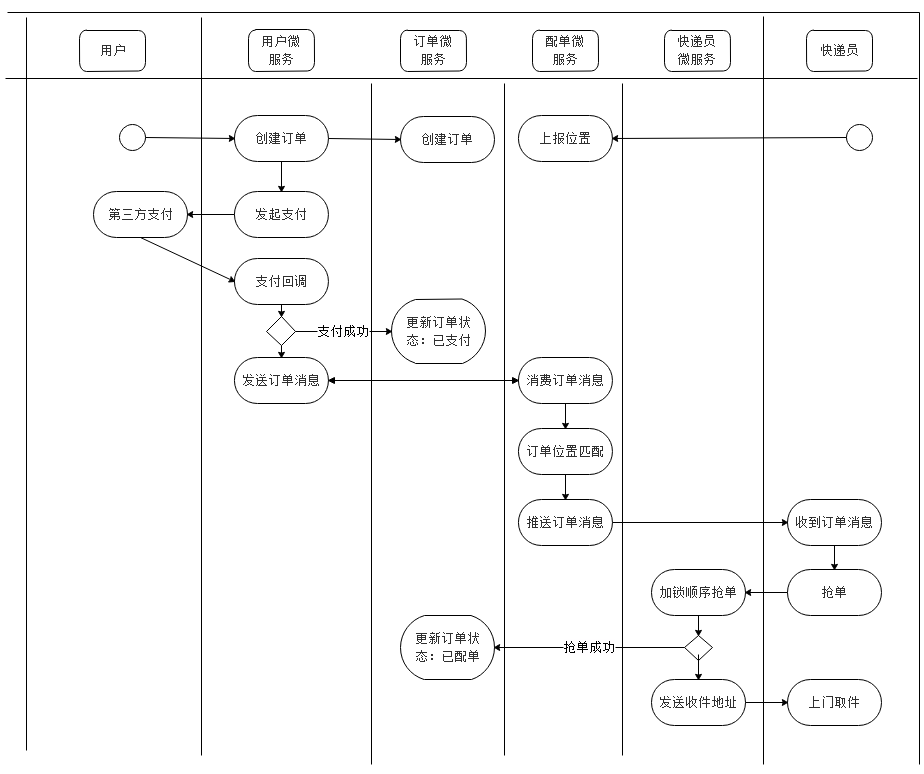 用户
用户微
服务
订单微
服务
配单微
服务
快递员
微服务
快递员
创建订单
创建订单
上报位置
第三方支付
发起支付
支付回调
支付成功
更新订单状
态：已支付
发送订单消息
消费订单消息
订单位置匹配
推送订单消息
收到订单消息
加锁顺序抢单
抢单
更新订单状
态：已配单
抢单成功
发送收件地址
上门取件